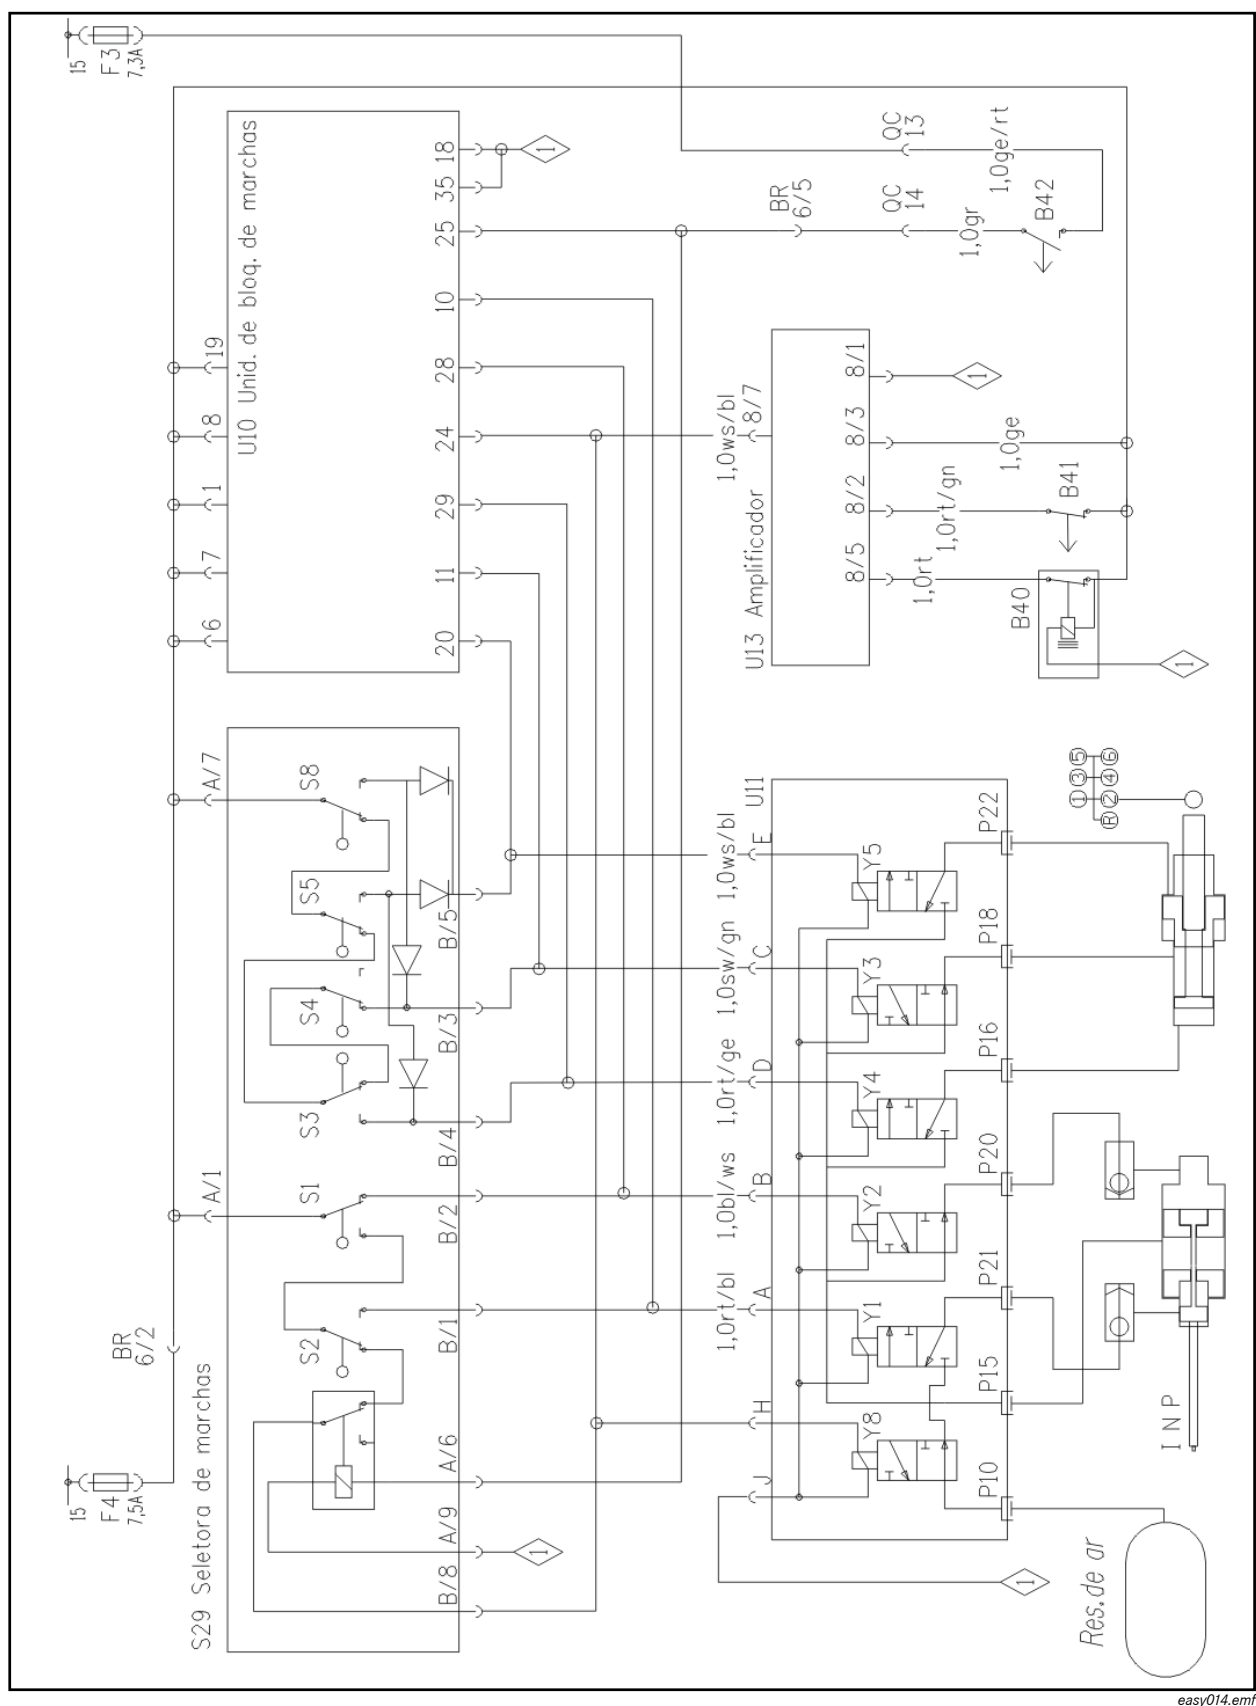 15
F3
7,3A
U10 Unid. de bloq. de marchas
19
8
1
7
6
18
35
25
10
28
24
29
11
20
1
BR
6/5
QC
13
QC
14
1,0ge/rt
1,0gr
B42
U13 Amplificador
1,0ws/bl
8/7
8/1
8/3
8/2
8/5
1
1,0ge
1,0rt/gn
1,0rt
B41
B40
1
S29 Seletora de marchas
A/7
A/1
S8
S5
S4
S3
S1
S2
B/5
B/3
B/4
B/2
B/1
A/6
A/9
B/8
1
BR
6/2
15
F4
7,5A
U11
1,0ws/bl
E
1,0sw/gn
C
1,0rt/ge
D
1,0bl/ws
B
1,0rt/bl
A
H
J
Y5
Y3
Y4
Y2
Y1
Y8
P22
P18
P16
P20
P21
P15
P10
1 3 5
R 2 4 6
INP
1
Res. de ar
easy014.emf